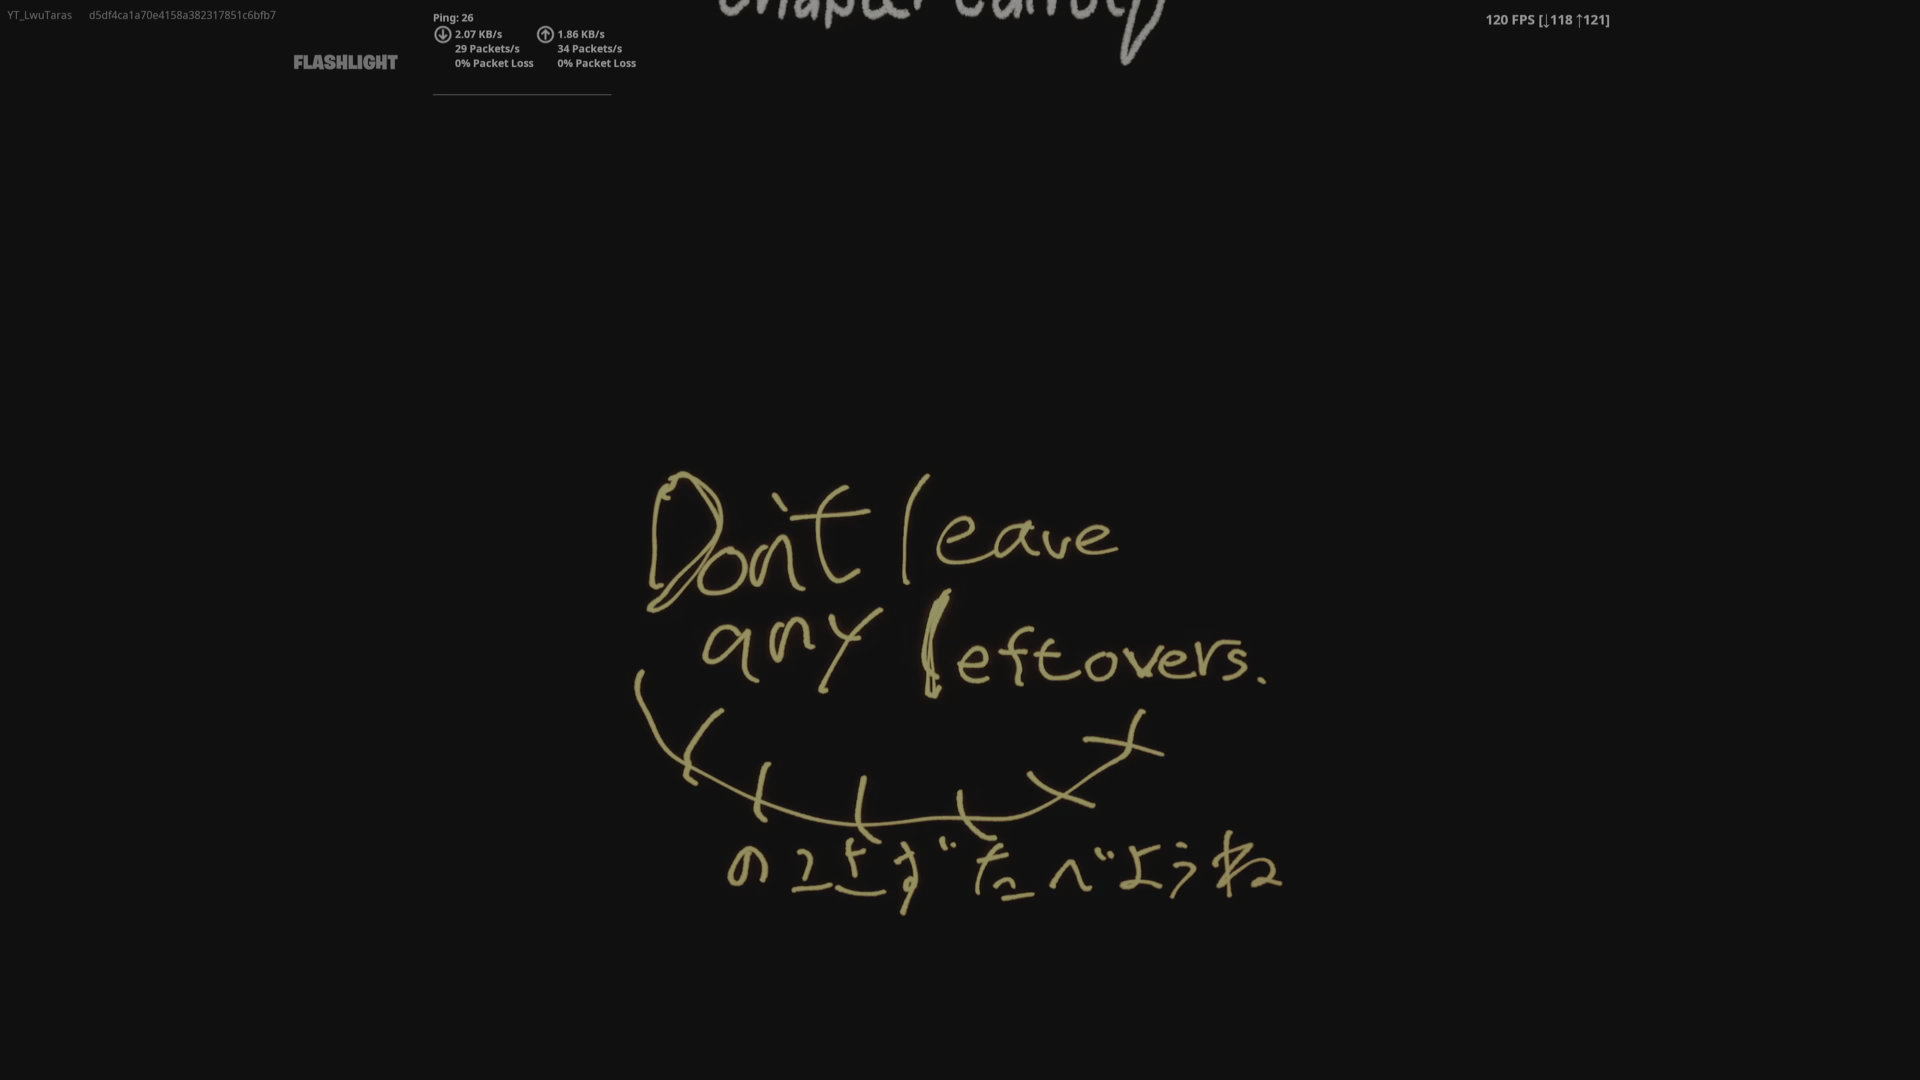 YT_LwuTaras d5df4ca1a70e4158a382317851c6bfb7
Ping: 26
2.07 KB/s 1.86 KB/s
29 Packets/s 34 Packets/s
0% Packet Loss 0% Packet Loss
120 FPS [↓118 ↑121]
FLASHLIGHT
Don't leave
any leftovers.
のこさず たべようね